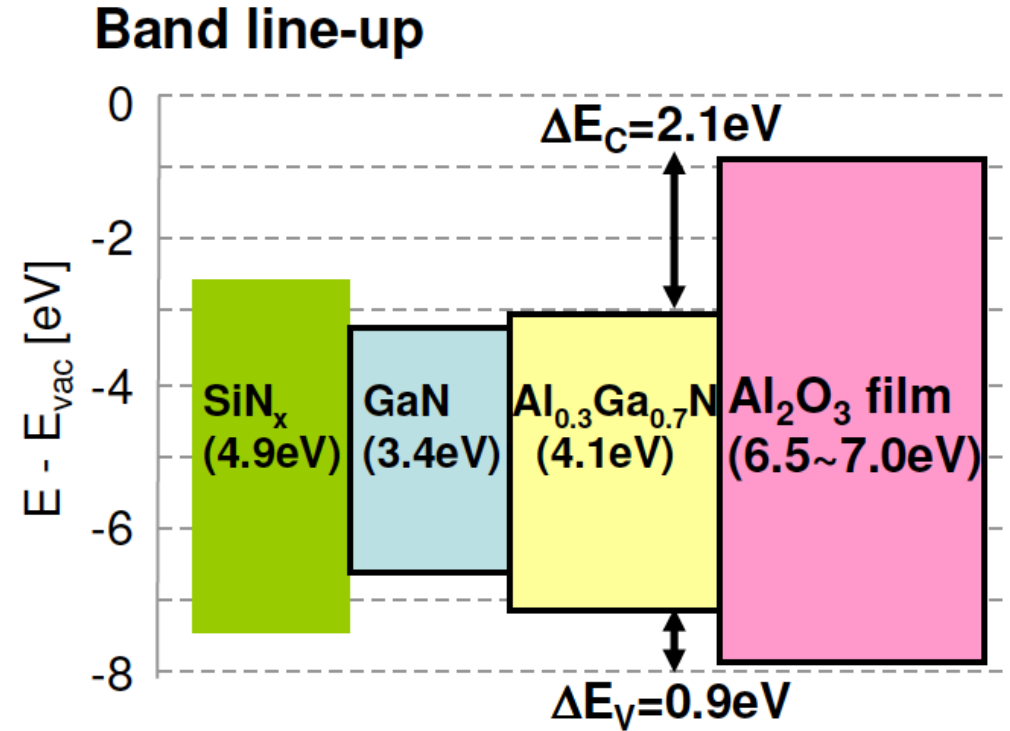 Band line-up
0
-2
-4
-6
-8
E - Evac [eV]
ΔEC=2.1eV
SiNx
(4.9eV)
GaN
(3.4eV)
Al0.3Ga0.7N
(4.1eV)
Al2O3 film
(6.5~7.0eV)
ΔEV=0.9eV